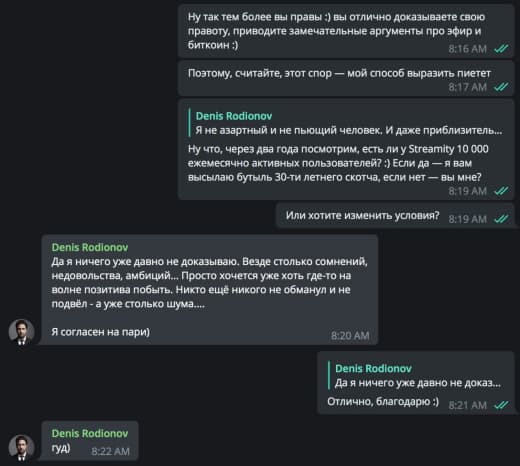 Ну так тем более вы правы :) вы отлично доказываете свою
правоту, приводите замечательные аргументы про эфир и
биткоин :)
8:16 AM
Поэтому, считайте, этот спор — мой способ выразить пиетет
8:17 AM
Denis Rodionov
Я не азартный и не пьющий человек. И даже приблизитель...
Ну что, через два года посмотрим, есть ли у Streamity 10 000
ежемесячно активных пользователей? :) Если да — я вам
высылаю бутыль 30-ти летнего скотча, если нет — вы мне?
8:19 AM
Или хотите изменить условия? 8:19 AM
Denis Rodionov
Да я ничего уже давно не доказываю. Везде столько сомнений,
недовольства, амбиций... Просто хочется уже хоть где-то на
волне позитива побыть. Никто ещё никого не обманул и не
подвёл - а уже столько шума....
Я согласен на пари)
8:20 AM
Denis Rodionov
Да я ничего уже давно не доказ...
Отлично, благодарю :) 8:21 AM
Denis Rodionov
гуд) 8:22 AM